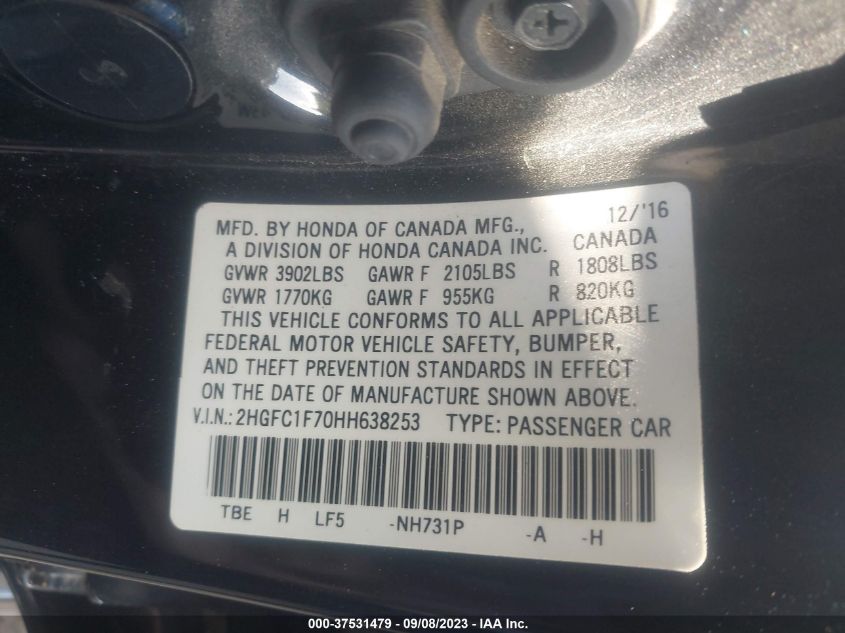 MFD. BY HONDA OF CANADA MFG., 12/'16
A DIVISION OF HONDA CANADA INC. CANADA
GVWR 3902LBS GAWR F 2105LBS R 1808LBS
GVWR 1770KG GAWR F 955KG R 820KG
THIS VEHICLE CONFORMS TO ALL APPLICABLE
FEDERAL MOTOR VEHICLE SAFETY, BUMPER,
AND THEFT PREVENTION STANDARDS IN EFFECT
ON THE DATE OF MANUFACTURE SHOWN ABOVE.
V.I.N.: 2HGFC1F70HH638253 TYPE: PASSENGER CAR
TBE H LF5 -NH731P -A -H
000-37531479 - 09/08/2023 - IAA Inc.